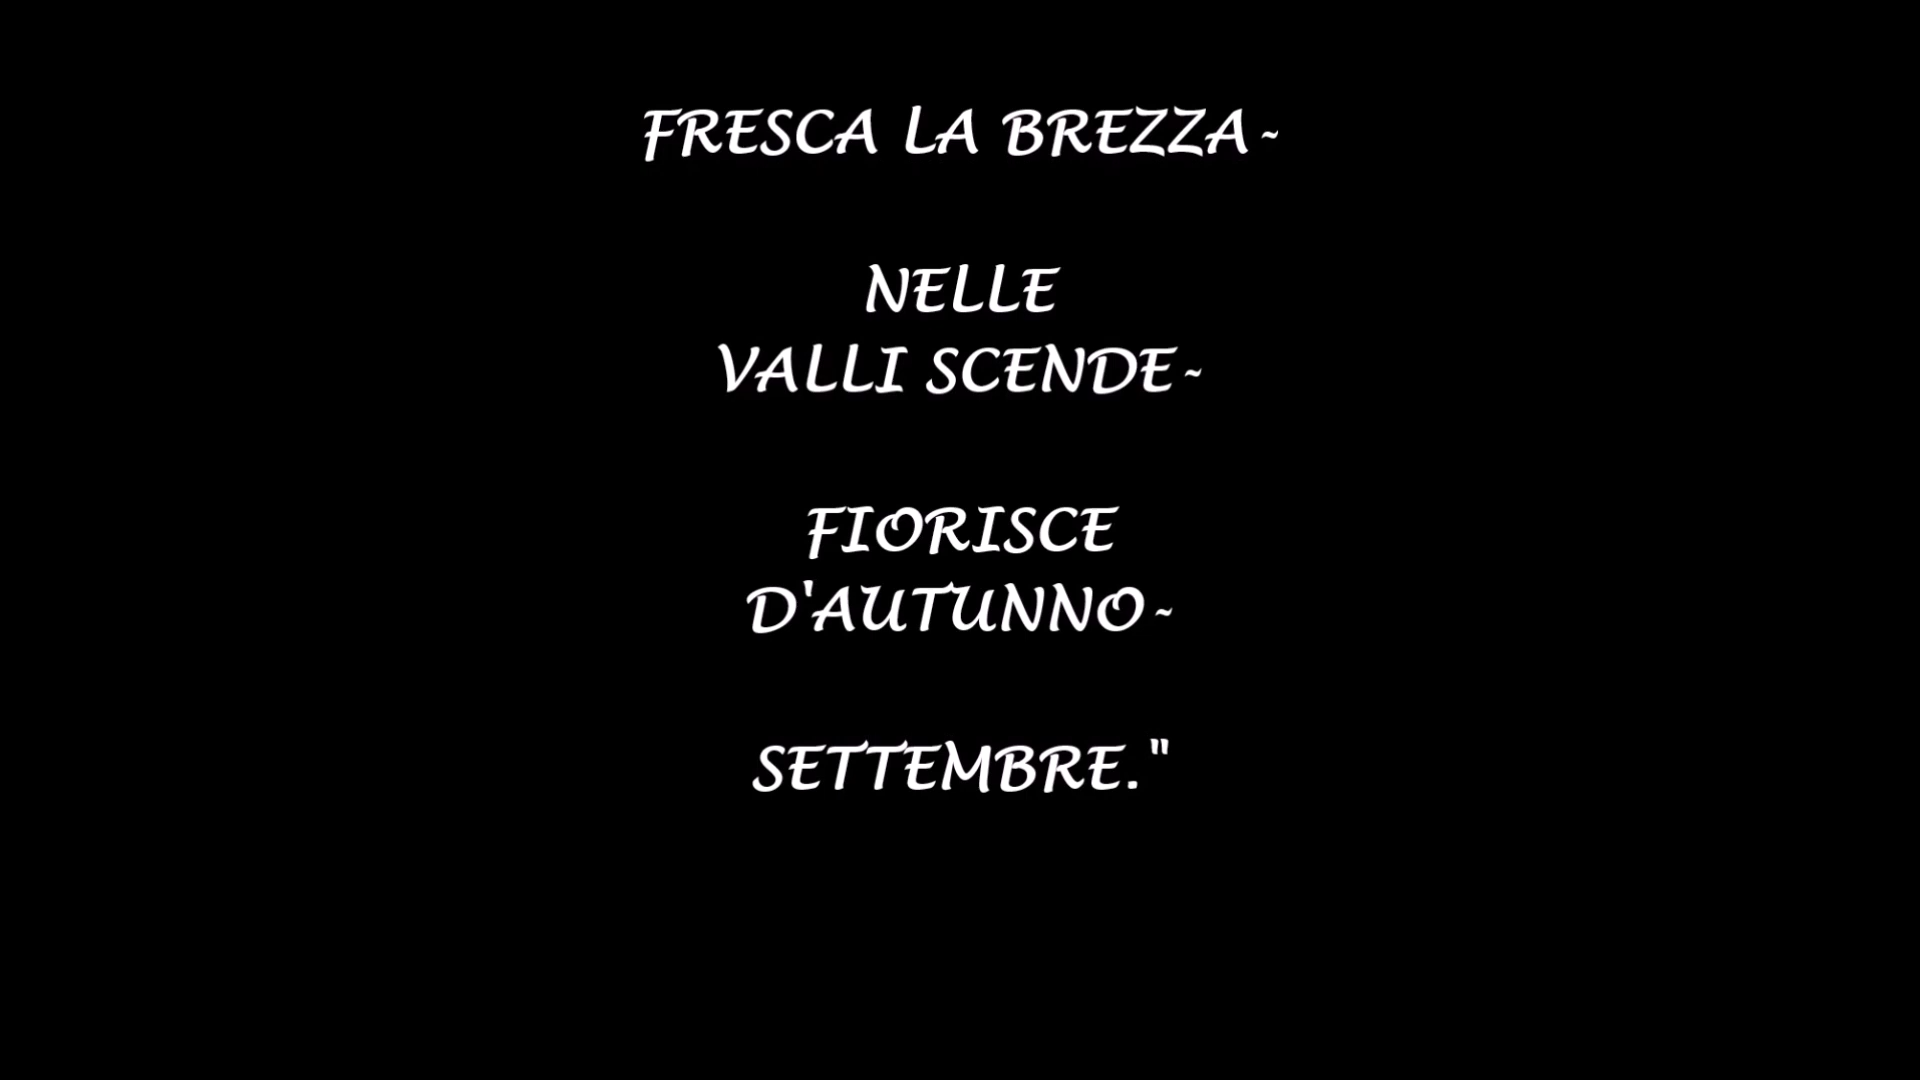 FRESCA LA BREZZA-
NELLE
VALLI SCENDE-
FIORISCE
D'AUTUNNO-
SETTEMBRE."